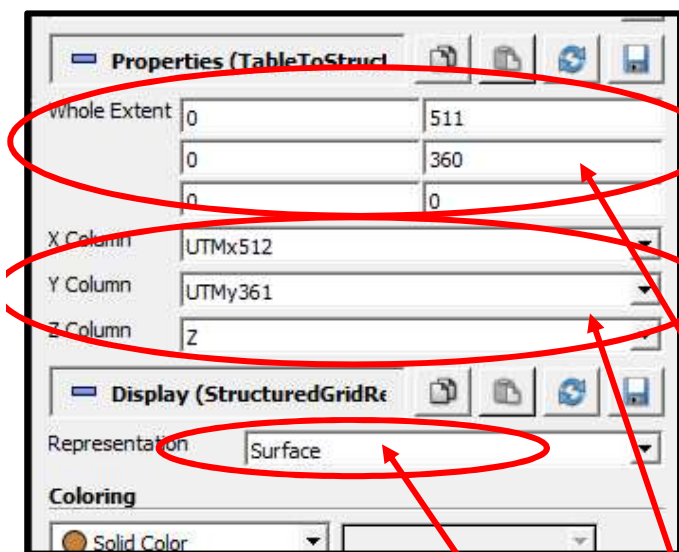 Properties (TableToStruct
Whole Extent 0 511
0 360
0 0
X Column UTMx512
Y Column UTMy361
Z Column Z
Display (StructuredGridRe
Representation Surface
Coloring
Solid Color